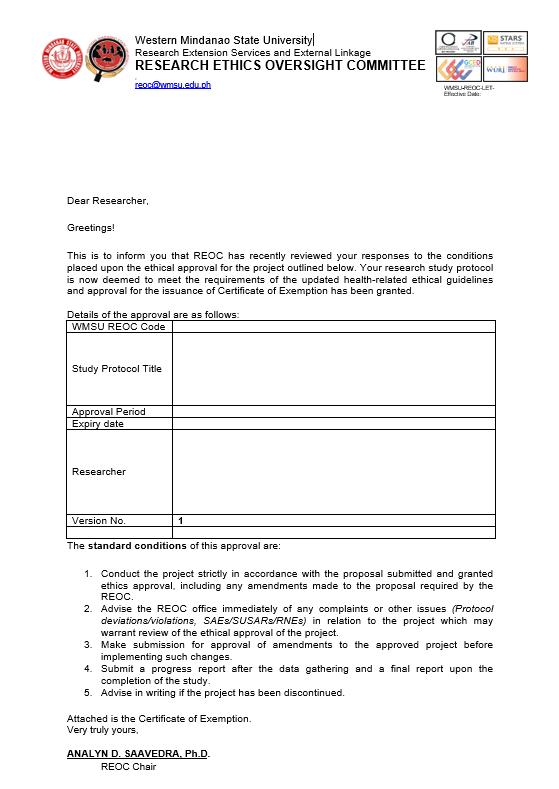 Western Mindanao State University
Research Extension Services and External Linkage
RESEARCH ETHICS OVERSIGHT COMMITTEE
reoc@wmsu.edu.ph
STARS
WURI
WMSU-REOC-LET-
Effective Date:
Dear Researcher,
Greetings!
This is to inform you that REOC has recently reviewed your responses to the conditions
placed upon the ethical approval for the project outlined below. Your research study protocol
is now deemed to meet the requirements of the updated health-related ethical guidelines
and approval for the issuance of Certificate of Exemption has been granted.
Details of the approval are as follows:
WMSU REOC Code
Study Protocol Title
Approval Period
Expiry date
Researcher
Version No. 1
The standard conditions of this approval are:
1. Conduct the project strictly in accordance with the proposal submitted and granted
ethics approval, including any amendments made to the proposal required by the
REOC.
2. Advise the REOC office immediately of any complaints or other issues (Protocol
deviations/violations, SAEs/SUSARs/RNEs) in relation to the project which may
warrant review of the ethical approval of the project.
3. Make submission for approval of amendments to the approved project before
implementing such changes.
4. Submit a progress report after the data gathering and a final report upon the
completion of the study.
5. Advise in writing if the project has been discontinued.
Attached is the Certificate of Exemption.
Very truly yours,
ANALYN D. SAAVEDRA, Ph.D.
REOC Chair